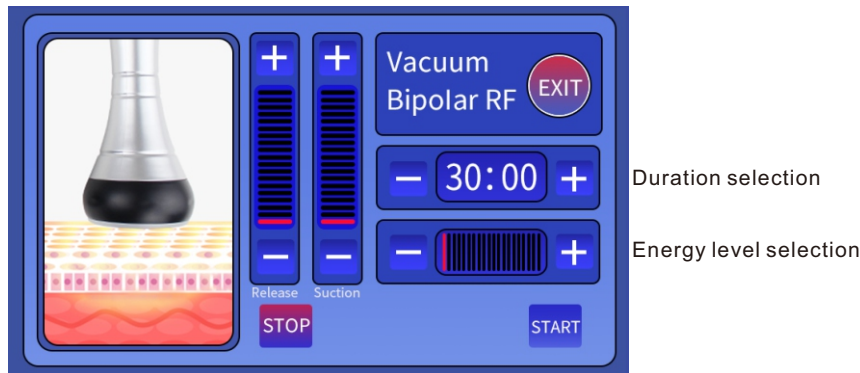 Vacuum
Bipolar RF
EXIT
30:00
Duration selection
Energy level selection
Release
Suction
STOP
START